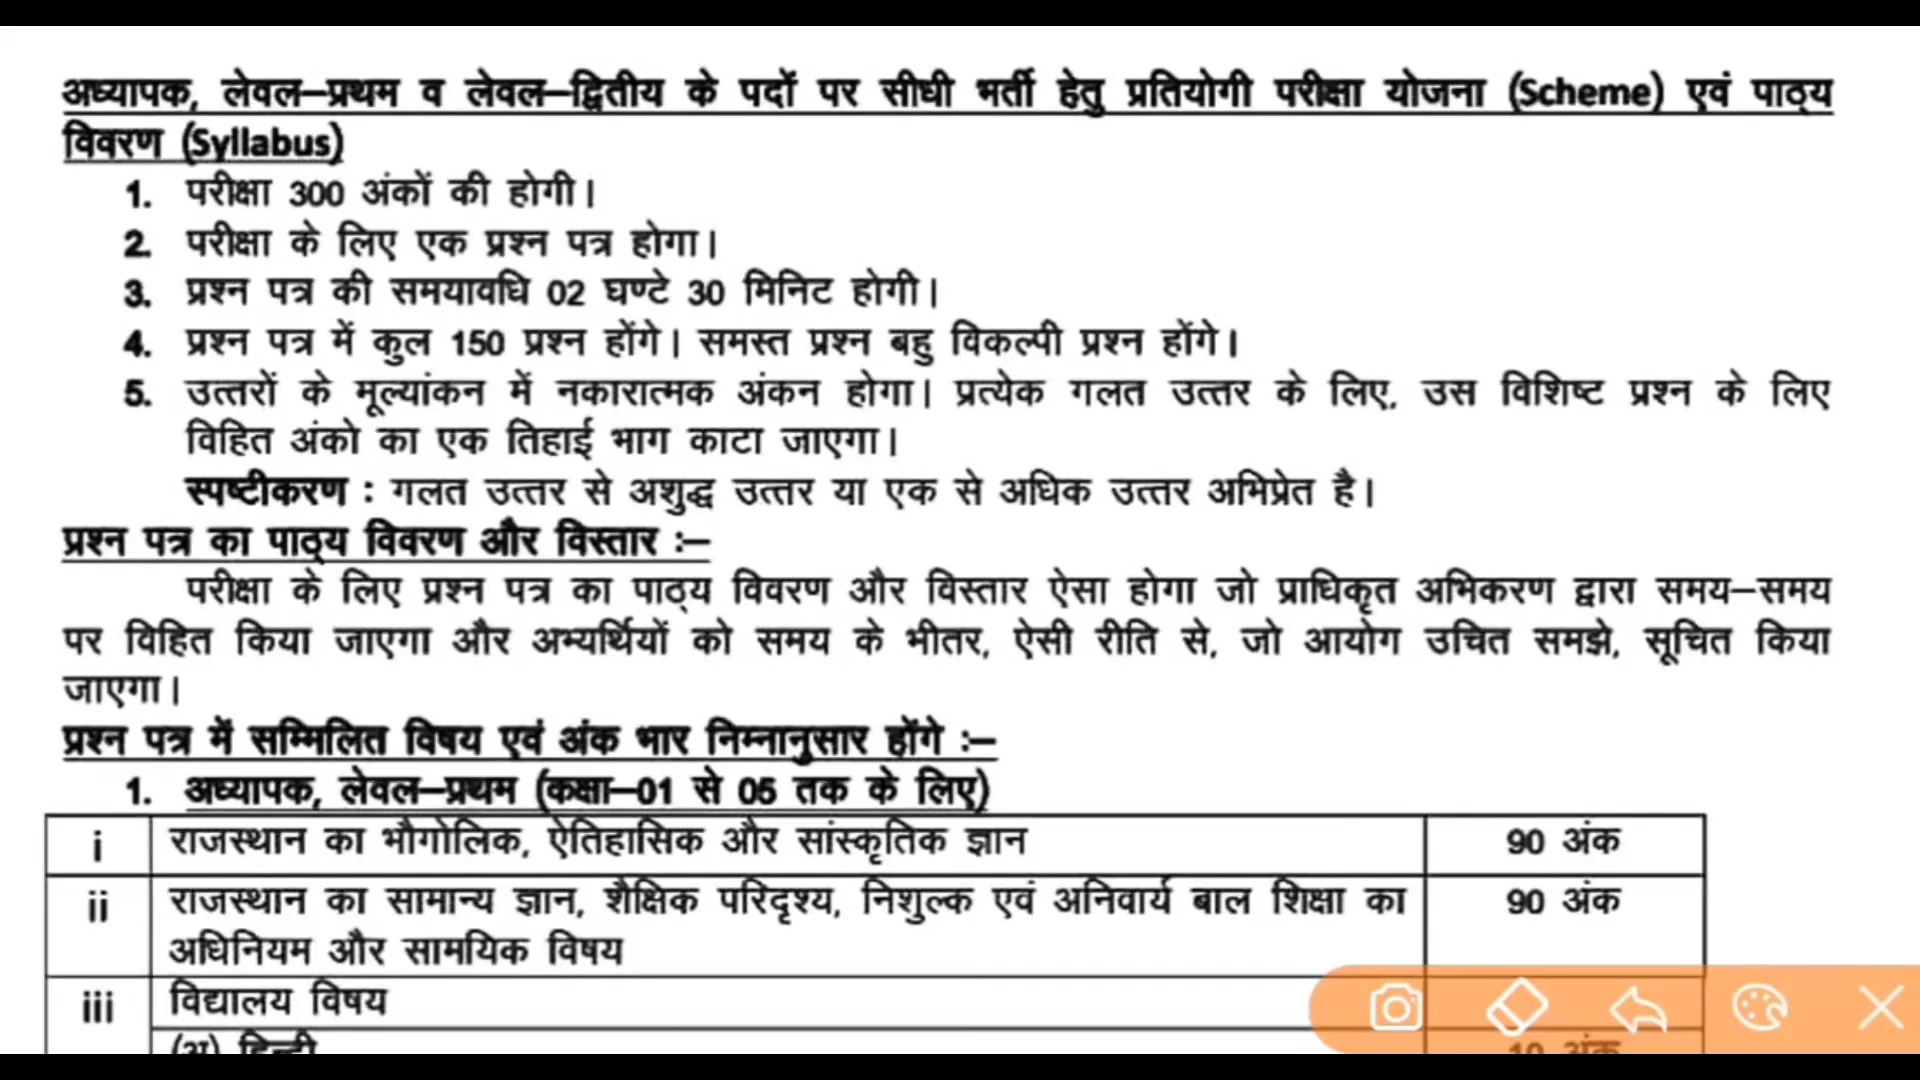 अध्यापक, लेवल–प्रथम व लेवल–द्वितीय के पदों पर सीधी भर्ती हेतु प्रतियोगी परीक्षा योजना (Scheme) एवं पाठ्य
विवरण (Syllabus)
1. परीक्षा 300 अंकों की होगी।
2. परीक्षा के लिए एक प्रश्न पत्र होगा।
3. प्रश्न पत्र की समयावधि 02 घण्टे 30 मिनिट होगी।
4. प्रश्न पत्र में कुल 150 प्रश्न होंगे। समस्त प्रश्न बहु विकल्पी प्रश्न होंगे।
5. उत्तरों के मूल्यांकन में नकारात्मक अंकन होगा। प्रत्येक गलत उत्तर के लिए, उस विशिष्ट प्रश्न के लिए
विहित अंको का एक तिहाई भाग काटा जाएगा।
स्पष्टीकरण : गलत उत्तर से अशुद्ध उत्तर या एक से अधिक उत्तर अभिप्रेत है।
प्रश्न पत्र का पाठ्य विवरण और विस्तार :–
परीक्षा के लिए प्रश्न पत्र का पाठ्य विवरण और विस्तार ऐसा होगा जो प्राधिकृत अभिकरण द्वारा समय–समय
पर विहित किया जाएगा और अभ्यर्थियों को समय के भीतर, ऐसी रीति से, जो आयोग उचित समझे, सूचित किया
जाएगा।
प्रश्न पत्र में सम्मिलित विषय एवं अंक भार निम्नानुसार होंगे :–
1. अध्यापक, लेवल–प्रथम (कक्षा–01 से 05 तक के लिए)
i राजस्थान का भौगोलिक, ऐतिहासिक और सांस्कृतिक ज्ञान 90 अंक
ii राजस्थान का सामान्य ज्ञान, शैक्षिक परिदृश्य, निशुल्क एवं अनिवार्य बाल शिक्षा का 90 अंक
अधिनियम और सामयिक विषय
iii विद्यालय विषय
(अ) हिन्दी 10 अंक